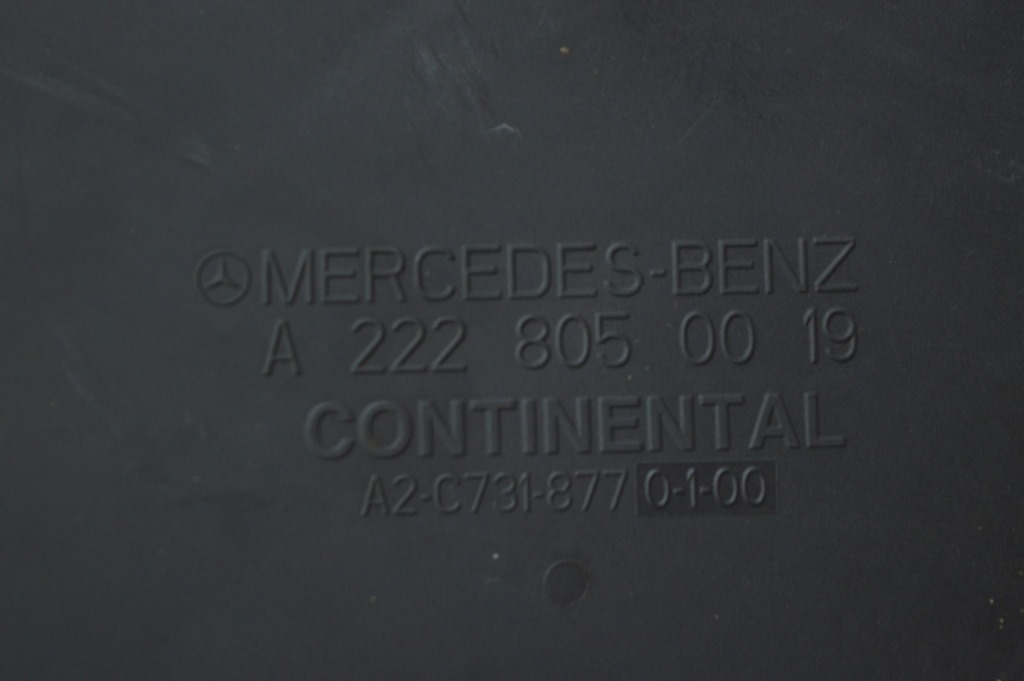 MERCEDES-BENZ
A 222 805 00 19
CONTINENTAL
A2-C731-877 0-1-00